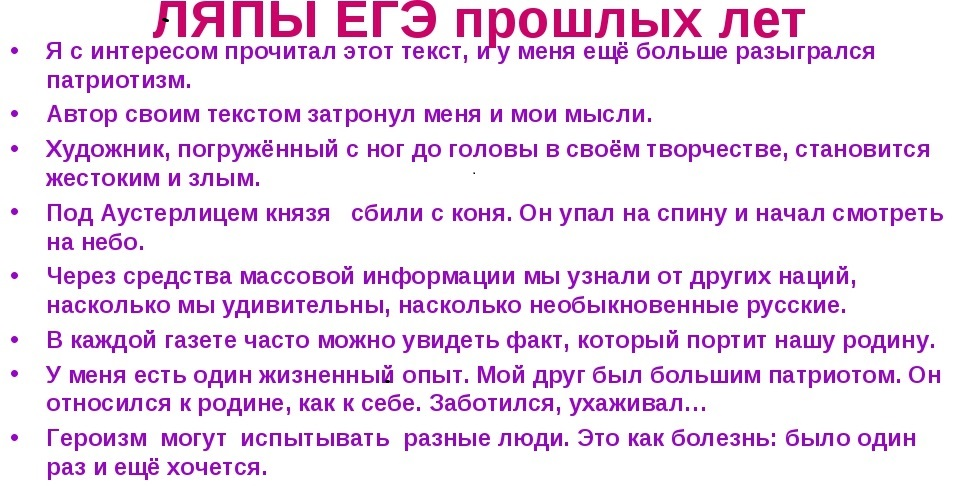 ЛЯПЫ ЕГЭ прошлых лет
• Я с интересом прочитал этот текст, и у меня ещё больше разыгрался
патриотизм.
• Автор своим текстом затронул меня и мои мысли.
• Художник, погружённый с ног до головы в своём творчестве, становится
жестоким и злым.
• Под Аустерлицем князя сбили с коня. Он упал на спину и начал смотреть
на небо.
• Через средства массовой информации мы узнали от других наций,
насколько мы удивительны, насколько необыкновенные русские.
• В каждой газете часто можно увидеть факт, который портит нашу родину.
• У меня есть один жизненный опыт. Мой друг был большим патриотом. Он
относился к родине, как к себе. Заботился, ухаживал…
• Героизм могут испытывать разные люди. Это как болезнь: было один
раз и ещё хочется.